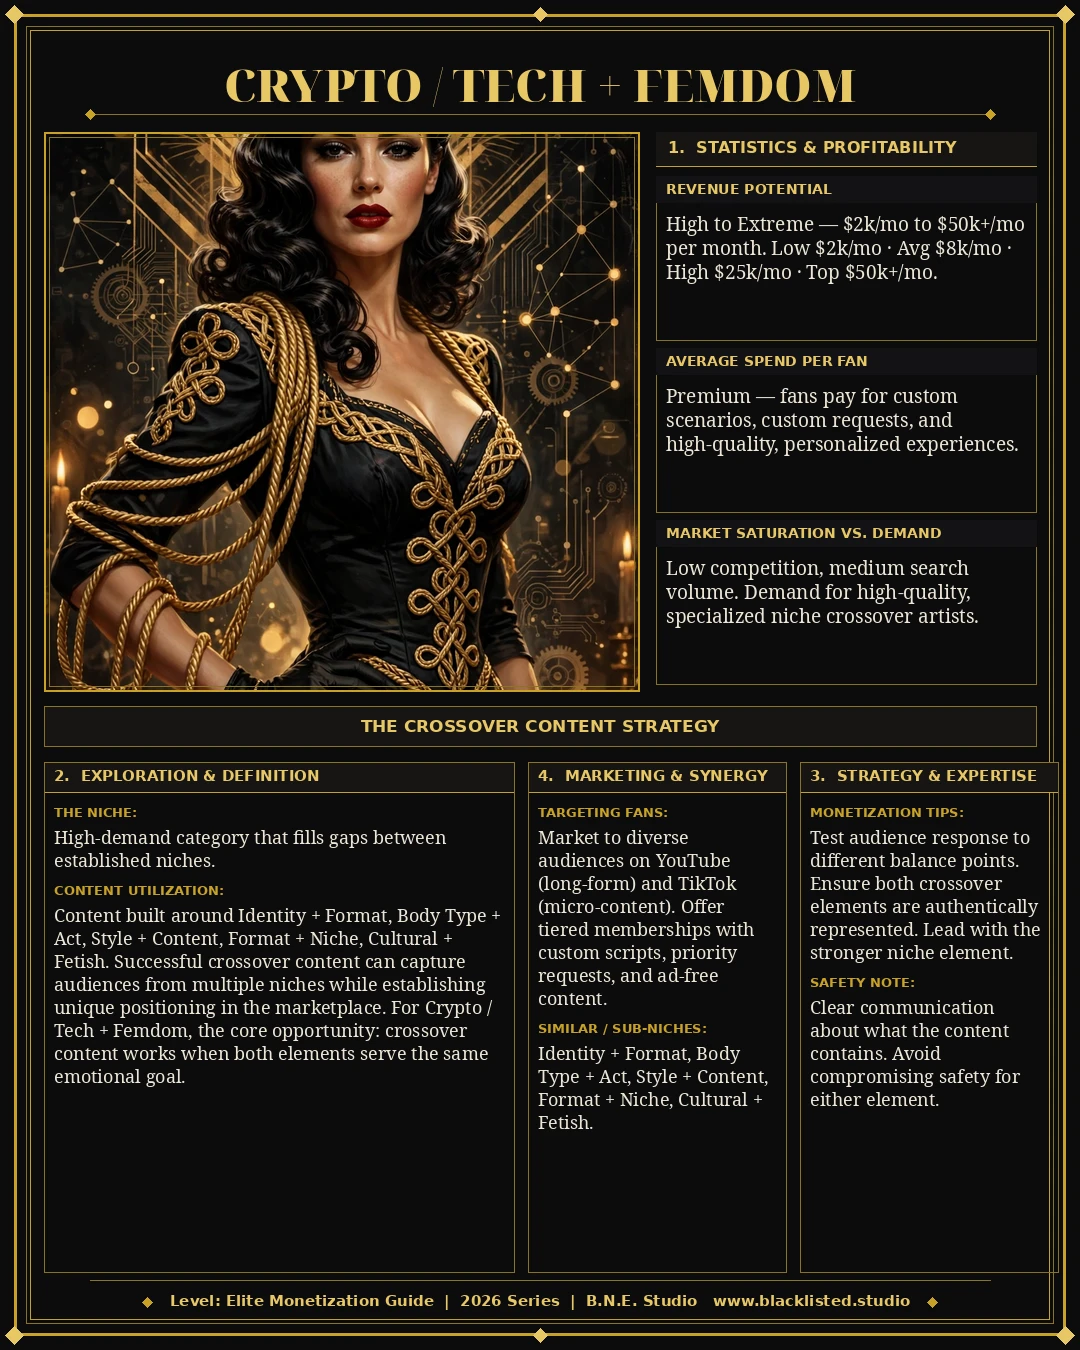 CRYPTO / TECH + FEMDOM
1. STATISTICS & PROFITABILITY
REVENUE POTENTIAL
High to Extreme — $2k/mo to $50k+/mo
per month. Low $2k/mo · Avg $8k/mo ·
High $25k/mo · Top $50k+/mo.
AVERAGE SPEND PER FAN
Premium — fans pay for custom
scenarios, custom requests, and
high-quality, personalized experiences.
MARKET SATURATION VS. DEMAND
Low competition, medium search
volume. Demand for high-quality,
specialized niche crossover artists.
THE CROSSOVER CONTENT STRATEGY
2. EXPLORATION & DEFINITION
THE NICHE:
High-demand category that fills gaps between
established niches.
CONTENT UTILIZATION:
Content built around Identity + Format, Body Type +
Act, Style + Content, Format + Niche, Cultural +
Fetish. Successful crossover content can capture
audiences from multiple niches while establishing
unique positioning in the marketplace. For Crypto /
Tech + Femdom, the core opportunity: crossover
content works when both elements serve the same
emotional goal.
4. MARKETING & SYNERGY
TARGETING FANS:
Market to diverse
audiences on YouTube
(long-form) and TikTok
(micro-content). Offer
tiered memberships with
custom scripts, priority
requests, and ad-free
content.
SIMILAR / SUB-NICHES:
Identity + Format, Body
Type + Act, Style + Content,
Format + Niche, Cultural +
Fetish.
3. STRATEGY & EXPERTISE
MONETIZATION TIPS:
Test audience response to
different balance points.
Ensure both crossover
elements are authentically
represented. Lead with the
stronger niche element.
SAFETY NOTE:
Clear communication
about what the content
contains. Avoid
compromising safety for
either element.
Level: Elite Monetization Guide | 2026 Series | B.N.E. Studio www.blacklisted.studio